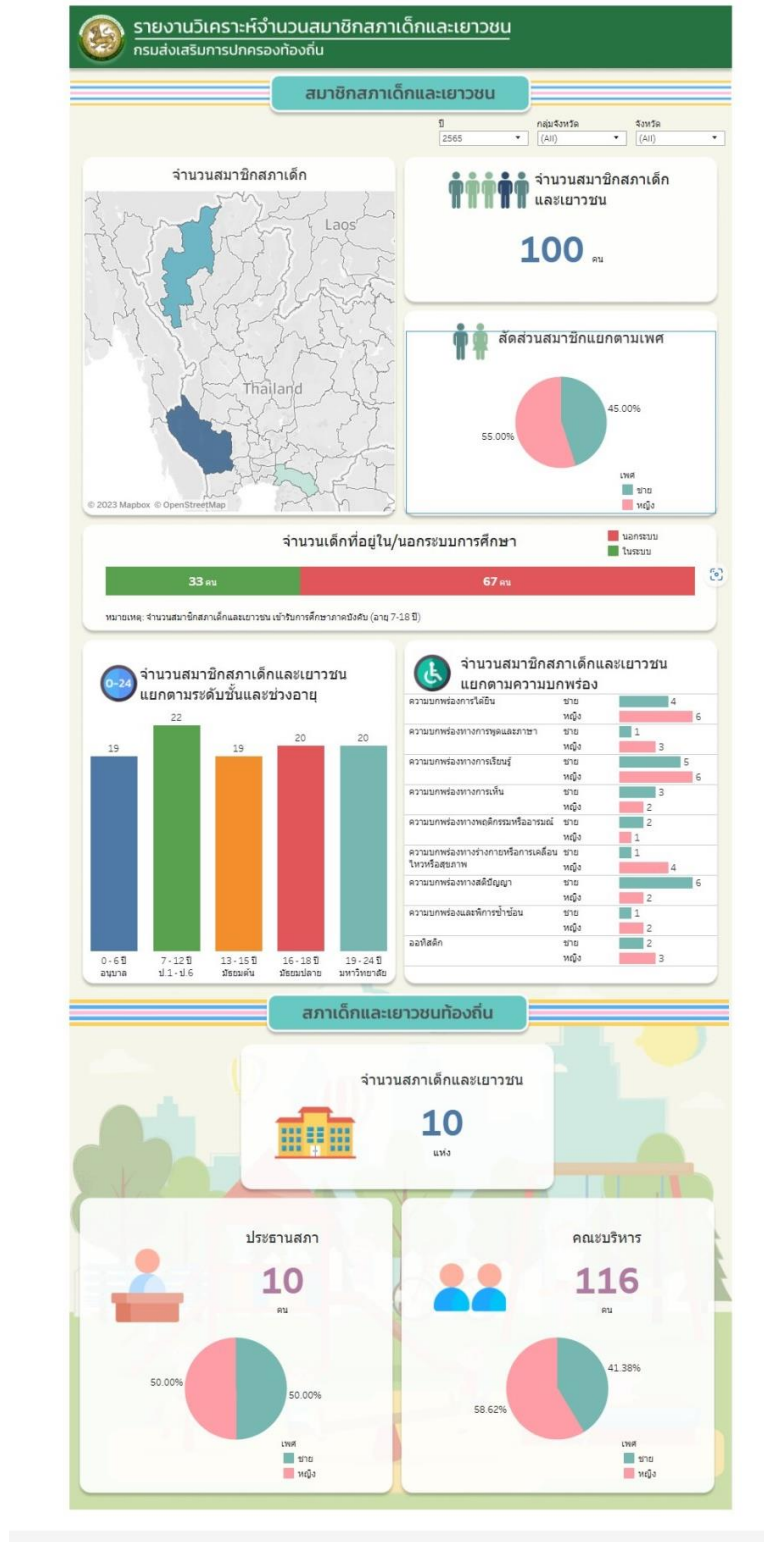 รายงานวิเคราะห์จำนวนสมาชิกสภาเด็กและเยาวชน
กรมส่งเสริมการปกครองท้องถิ่น
สมาชิกสภาเด็กและเยาวชน
ปี กลุ่มจังหวัด จังหวัด
2565 (All) (All)
จำนวนสมาชิกสภาเด็ก
Laos
Thailand
© 2023 Mapbox © OpenStreetMap
จำนวนสมาชิกสภาเด็ก
และเยาวชน
100 คน
สัดส่วนสมาชิกแยกตามเพศ
45.00%
55.00%
เพศ
ชาย
หญิง
จำนวนเด็กที่อยู่ใน/นอกระบบการศึกษา
นอกระบบ
ในระบบ
33 คน 67 คน
หมายเหตุ: จำนวนสมาชิกสภาเด็กและเยาวชน เข้ารับการศึกษาภาคบังคับ (อายุ 7-18 ปี)
0-24
จำนวนสมาชิกสภาเด็กและเยาวชน
แยกตามระดับชั้นและช่วงอายุ
19 22 19 20 20
0 - 6 ปี 7 - 12 ปี 13 - 15 ปี 16 - 18 ปี 19 - 24 ปี
อนุบาล ป.1 - ป.6 มัธยมต้น มัธยมปลาย มหาวิทยาลัย
จำนวนสมาชิกสภาเด็กและเยาวชน
แยกตามความบกพร่อง
ความบกพร่องการได้ยิน ชาย 4
หญิง 6
ความบกพร่องทางการพูดและภาษา ชาย 1
หญิง 3
ความบกพร่องทางการเรียนรู้ ชาย 5
หญิง 6
ความบกพร่องทางการเห็น ชาย 3
หญิง 2
ความบกพร่องทางพฤติกรรมหรืออารมณ์ ชาย 2
หญิง 1
ความบกพร่องทางร่างกายหรือการเคลื่อน ชาย 1
ไหวหรือสุขภาพ หญิง 4
ความบกพร่องทางสติปัญญา ชาย 6
หญิง 2
ความบกพร่องและพิการซ้ำซ้อน ชาย 1
หญิง 2
ออทิสติก ชาย 2
หญิง 3
สภาเด็กและเยาวชนท้องถิ่น
จำนวนสภาเด็กและเยาวชน
10
แห่ง
ประธานสภา
10
คน
50.00%
50.00%
เพศ
ชาย
หญิง
คณะบริหาร
116
คน
41.38%
58.62%
เพศ
ชาย
หญิง